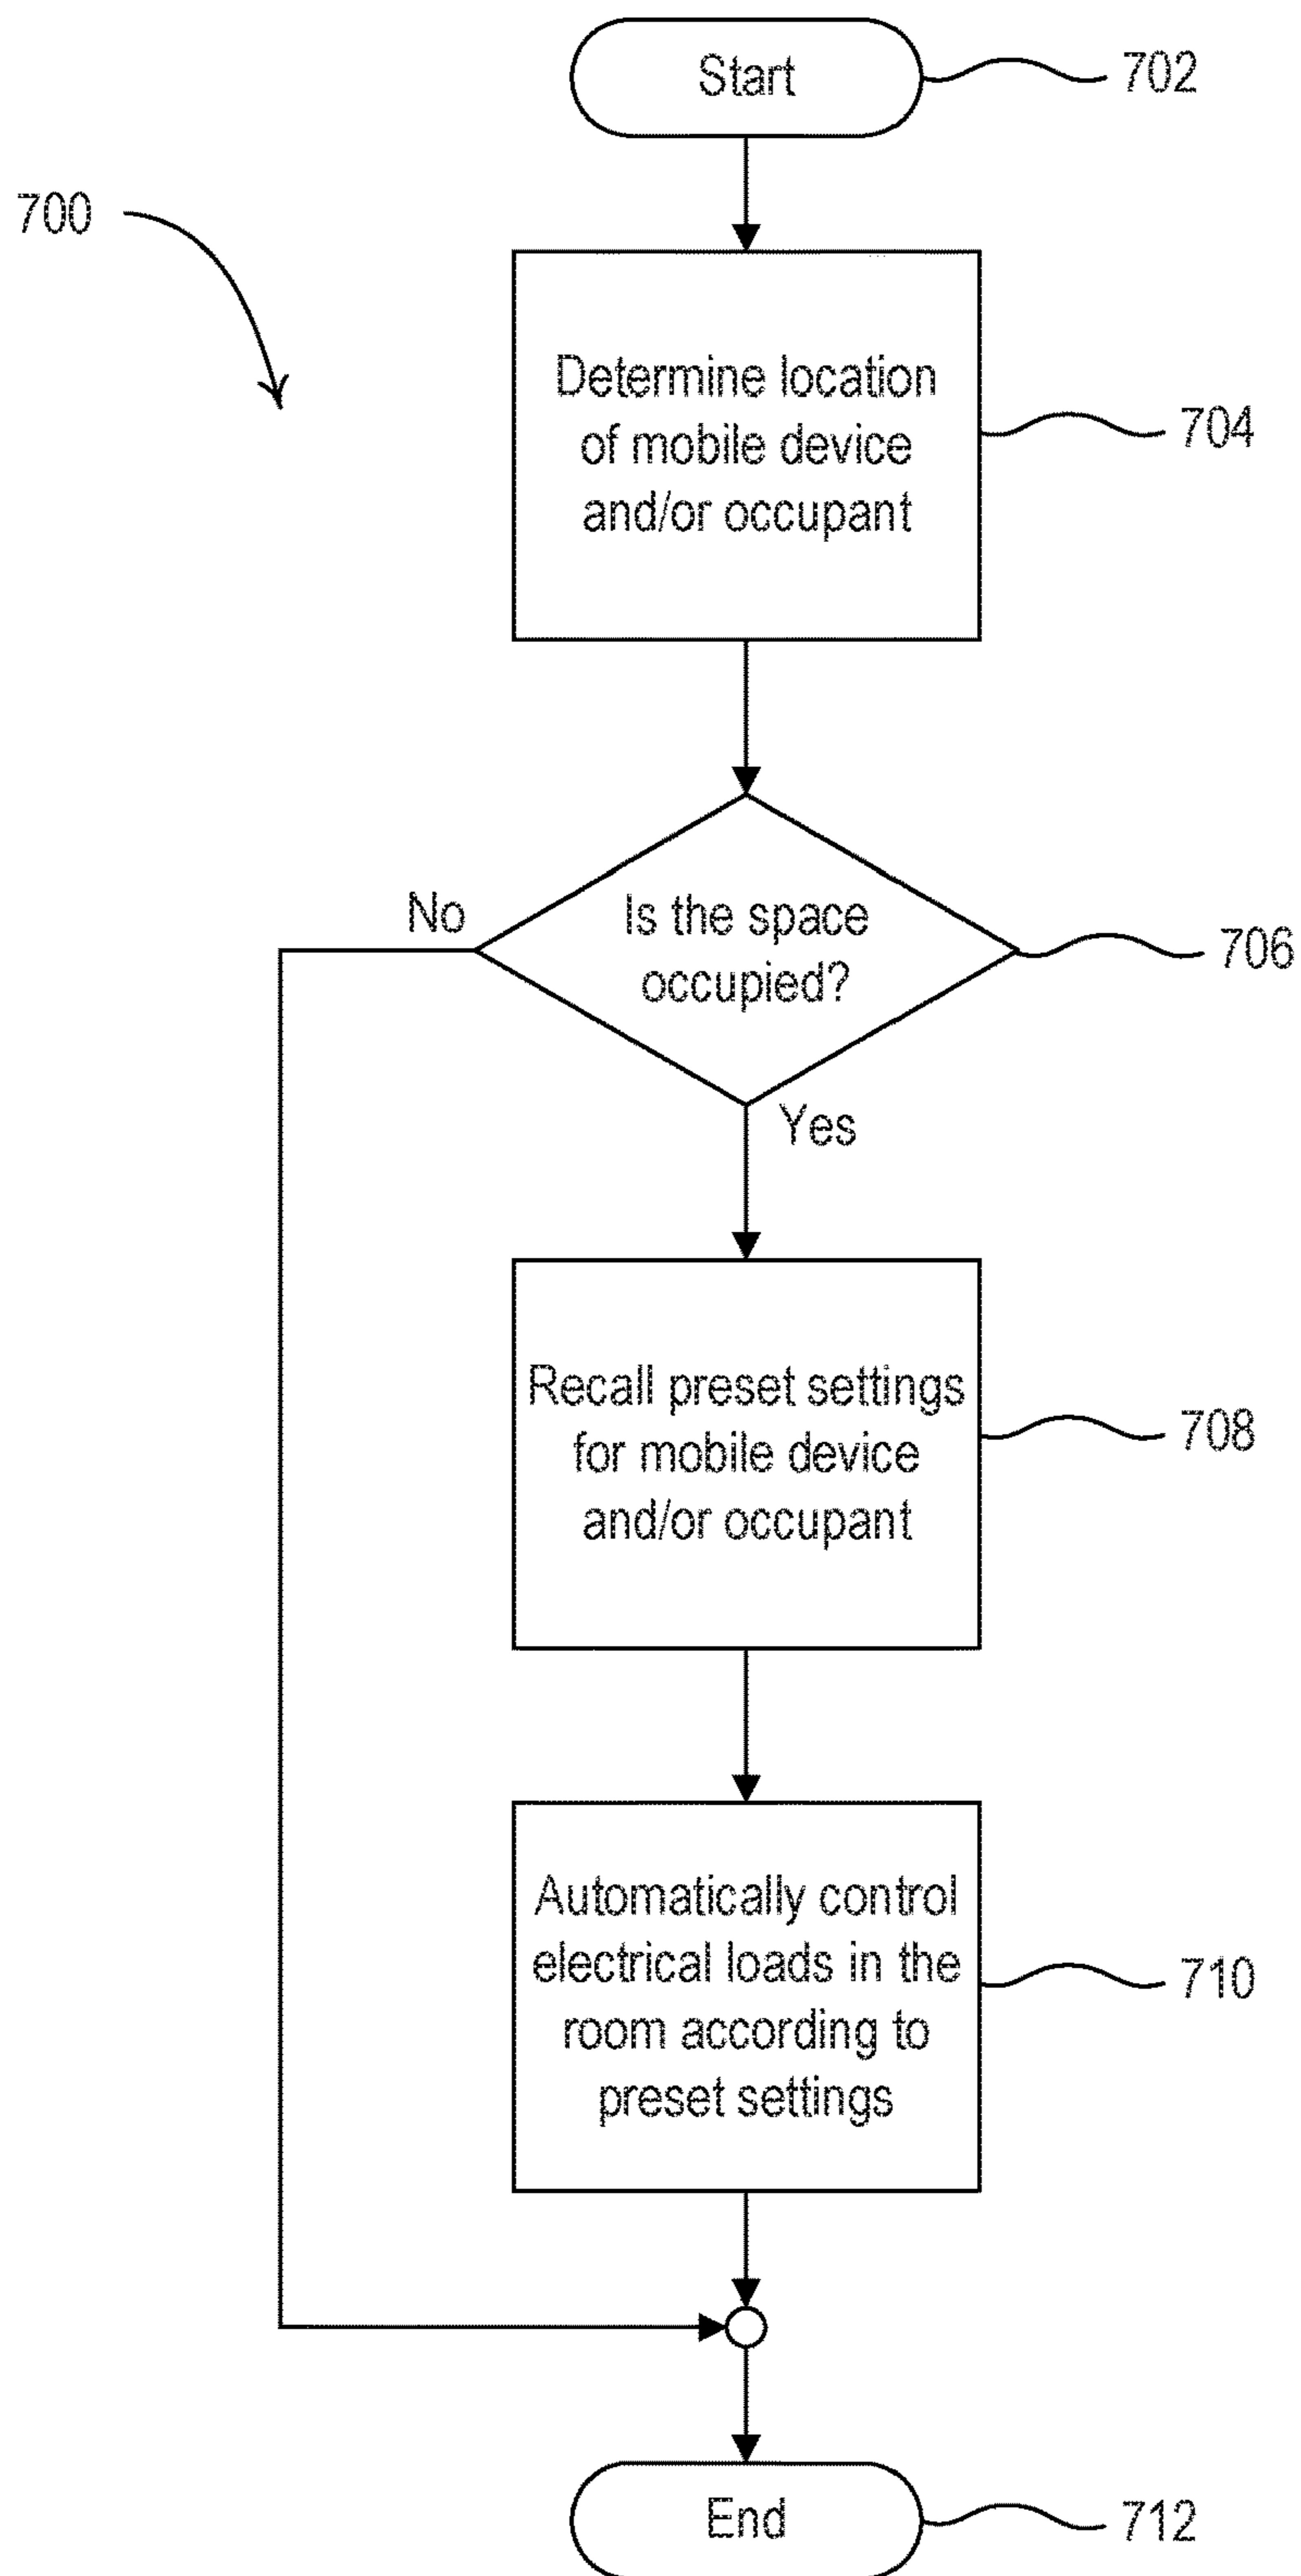 Start
702
700
Determine location
of mobile device
and/or occupant
704
No
Is the space
occupied?
706
Yes
Recall preset settings
for mobile device
and/or occupant
708
Automatically control
electrical loads in the
room according to
preset settings
710
End
712